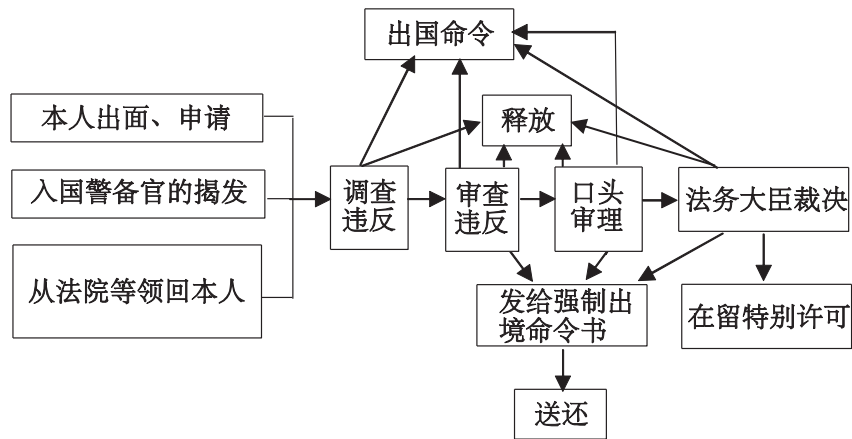 出国命令
本人出面、申请
释放
入国警备官的揭发
调查
违反
审查
违反
口头
审理
法务大臣裁决
从法院等领回本人
发给强制出
境命令书
在留特别许可
送还